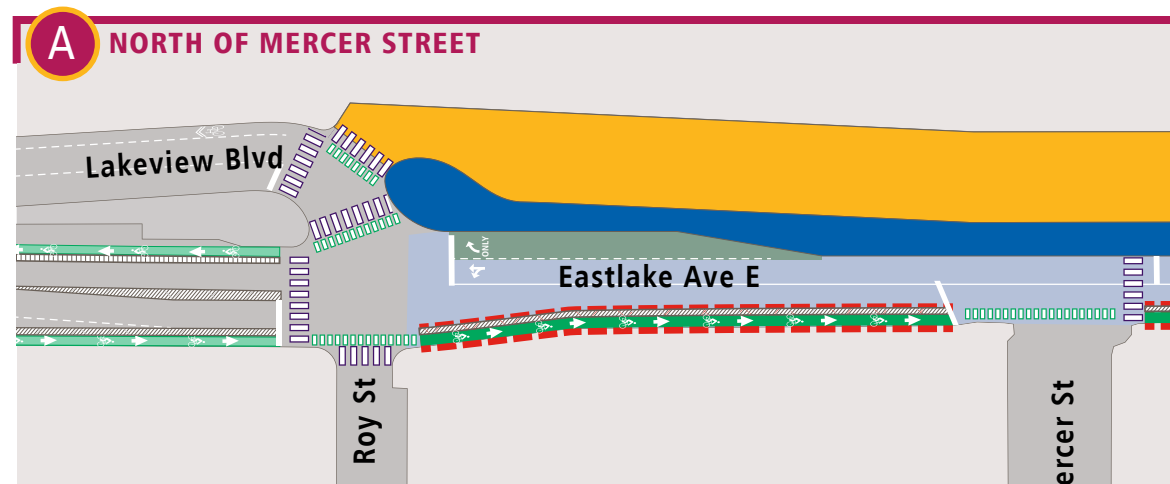 A NORTH OF MERCER STREET
Lakeview Blvd
ONLY
Eastlake Ave E
Roy St
ercer St